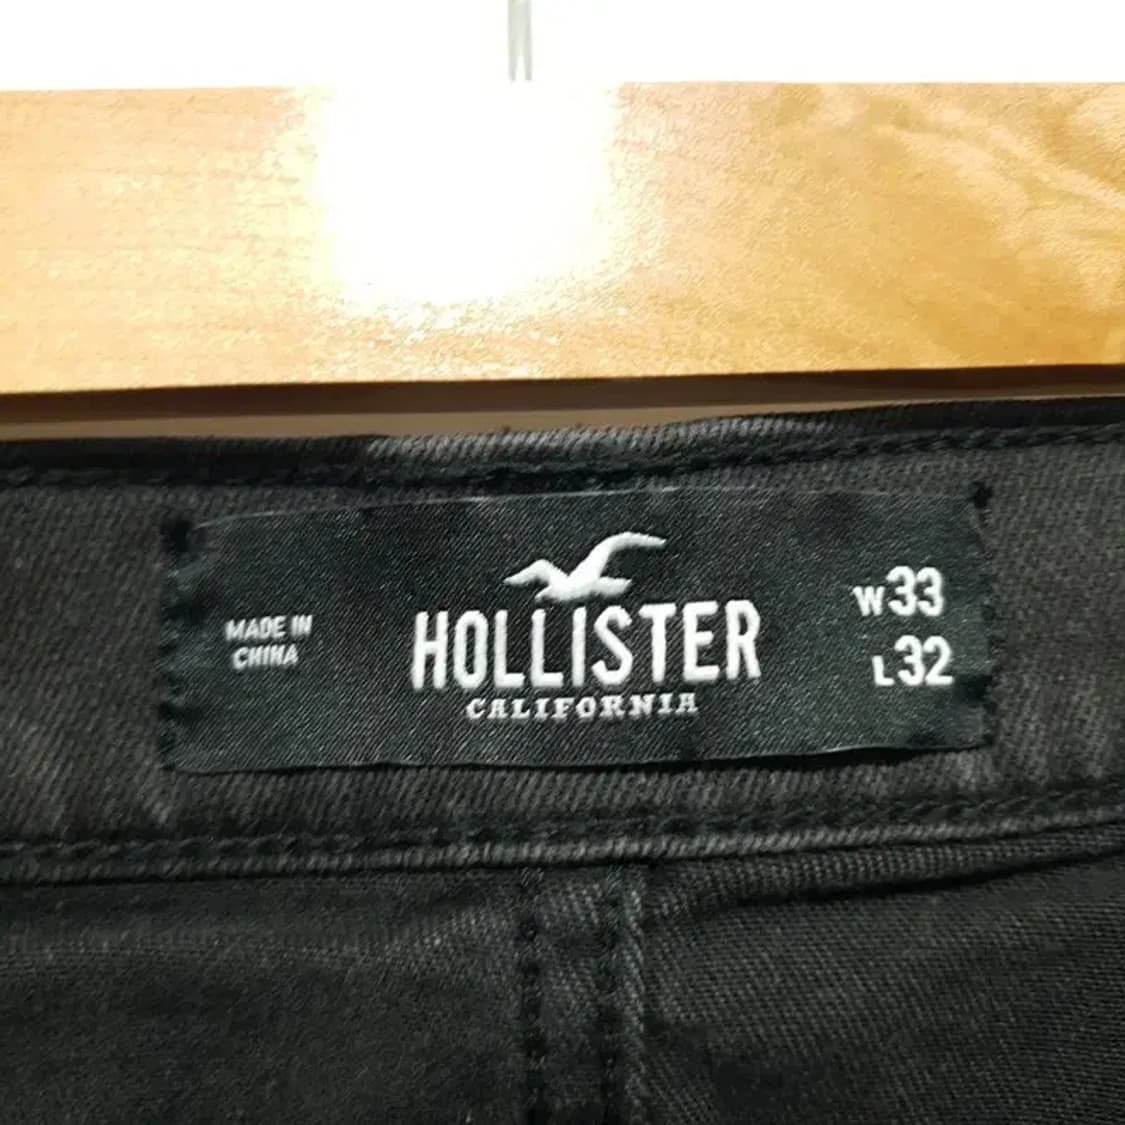 MADE IN
CHINA
HOLLISTER
CALIFORNIA
W33
L32